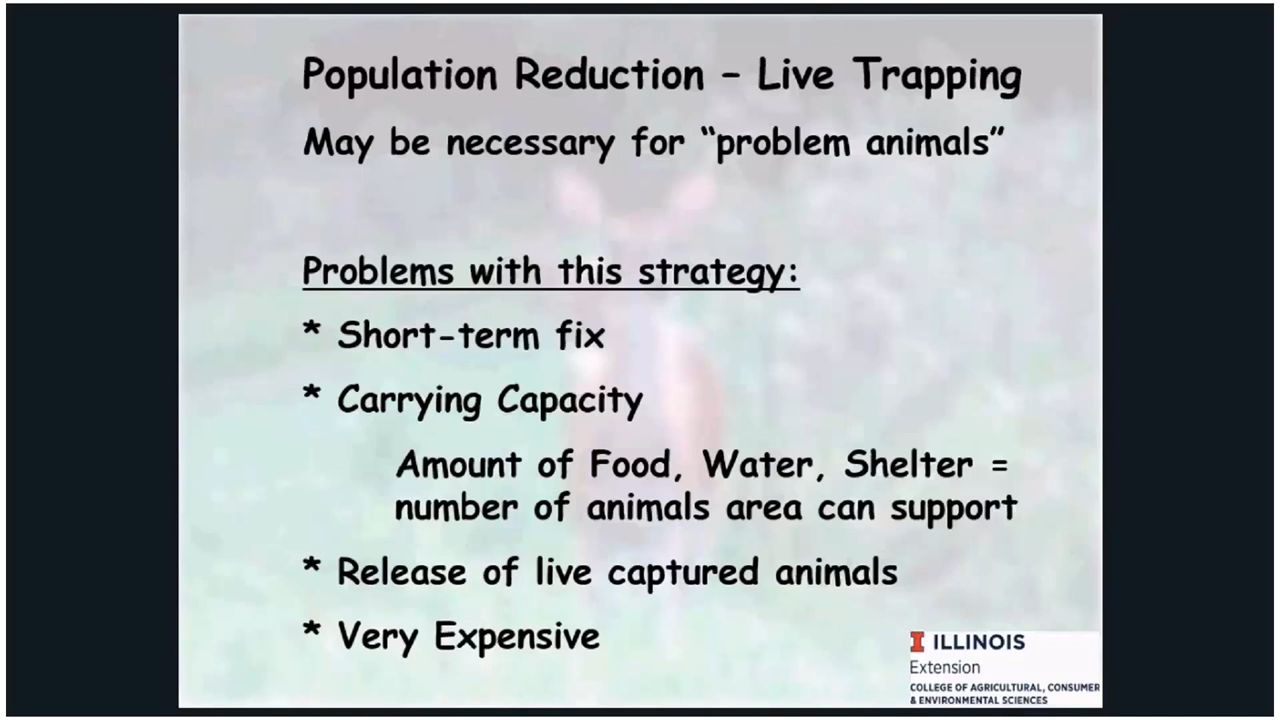 Population Reduction – Live Trapping
May be necessary for “problem animals”
Problems with this strategy:
* Short-term fix
* Carrying Capacity
Amount of Food, Water, Shelter =
number of animals area can support
* Release of live captured animals
* Very Expensive
I ILLINOIS
Extension
COLLEGE OF AGRICULTURAL, CONSUMER
& ENVIRONMENTAL SCIENCES